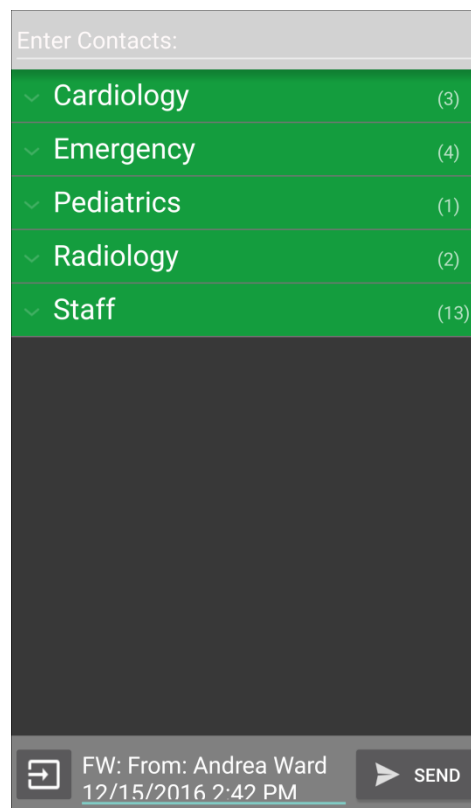 Enter Contacts:
Cardiology (3)
Emergency (4)
Pediatrics (1)
Radiology (2)
Staff (13)
FW: From: Andrea Ward
12/15/2016 2:42 PM
SEND